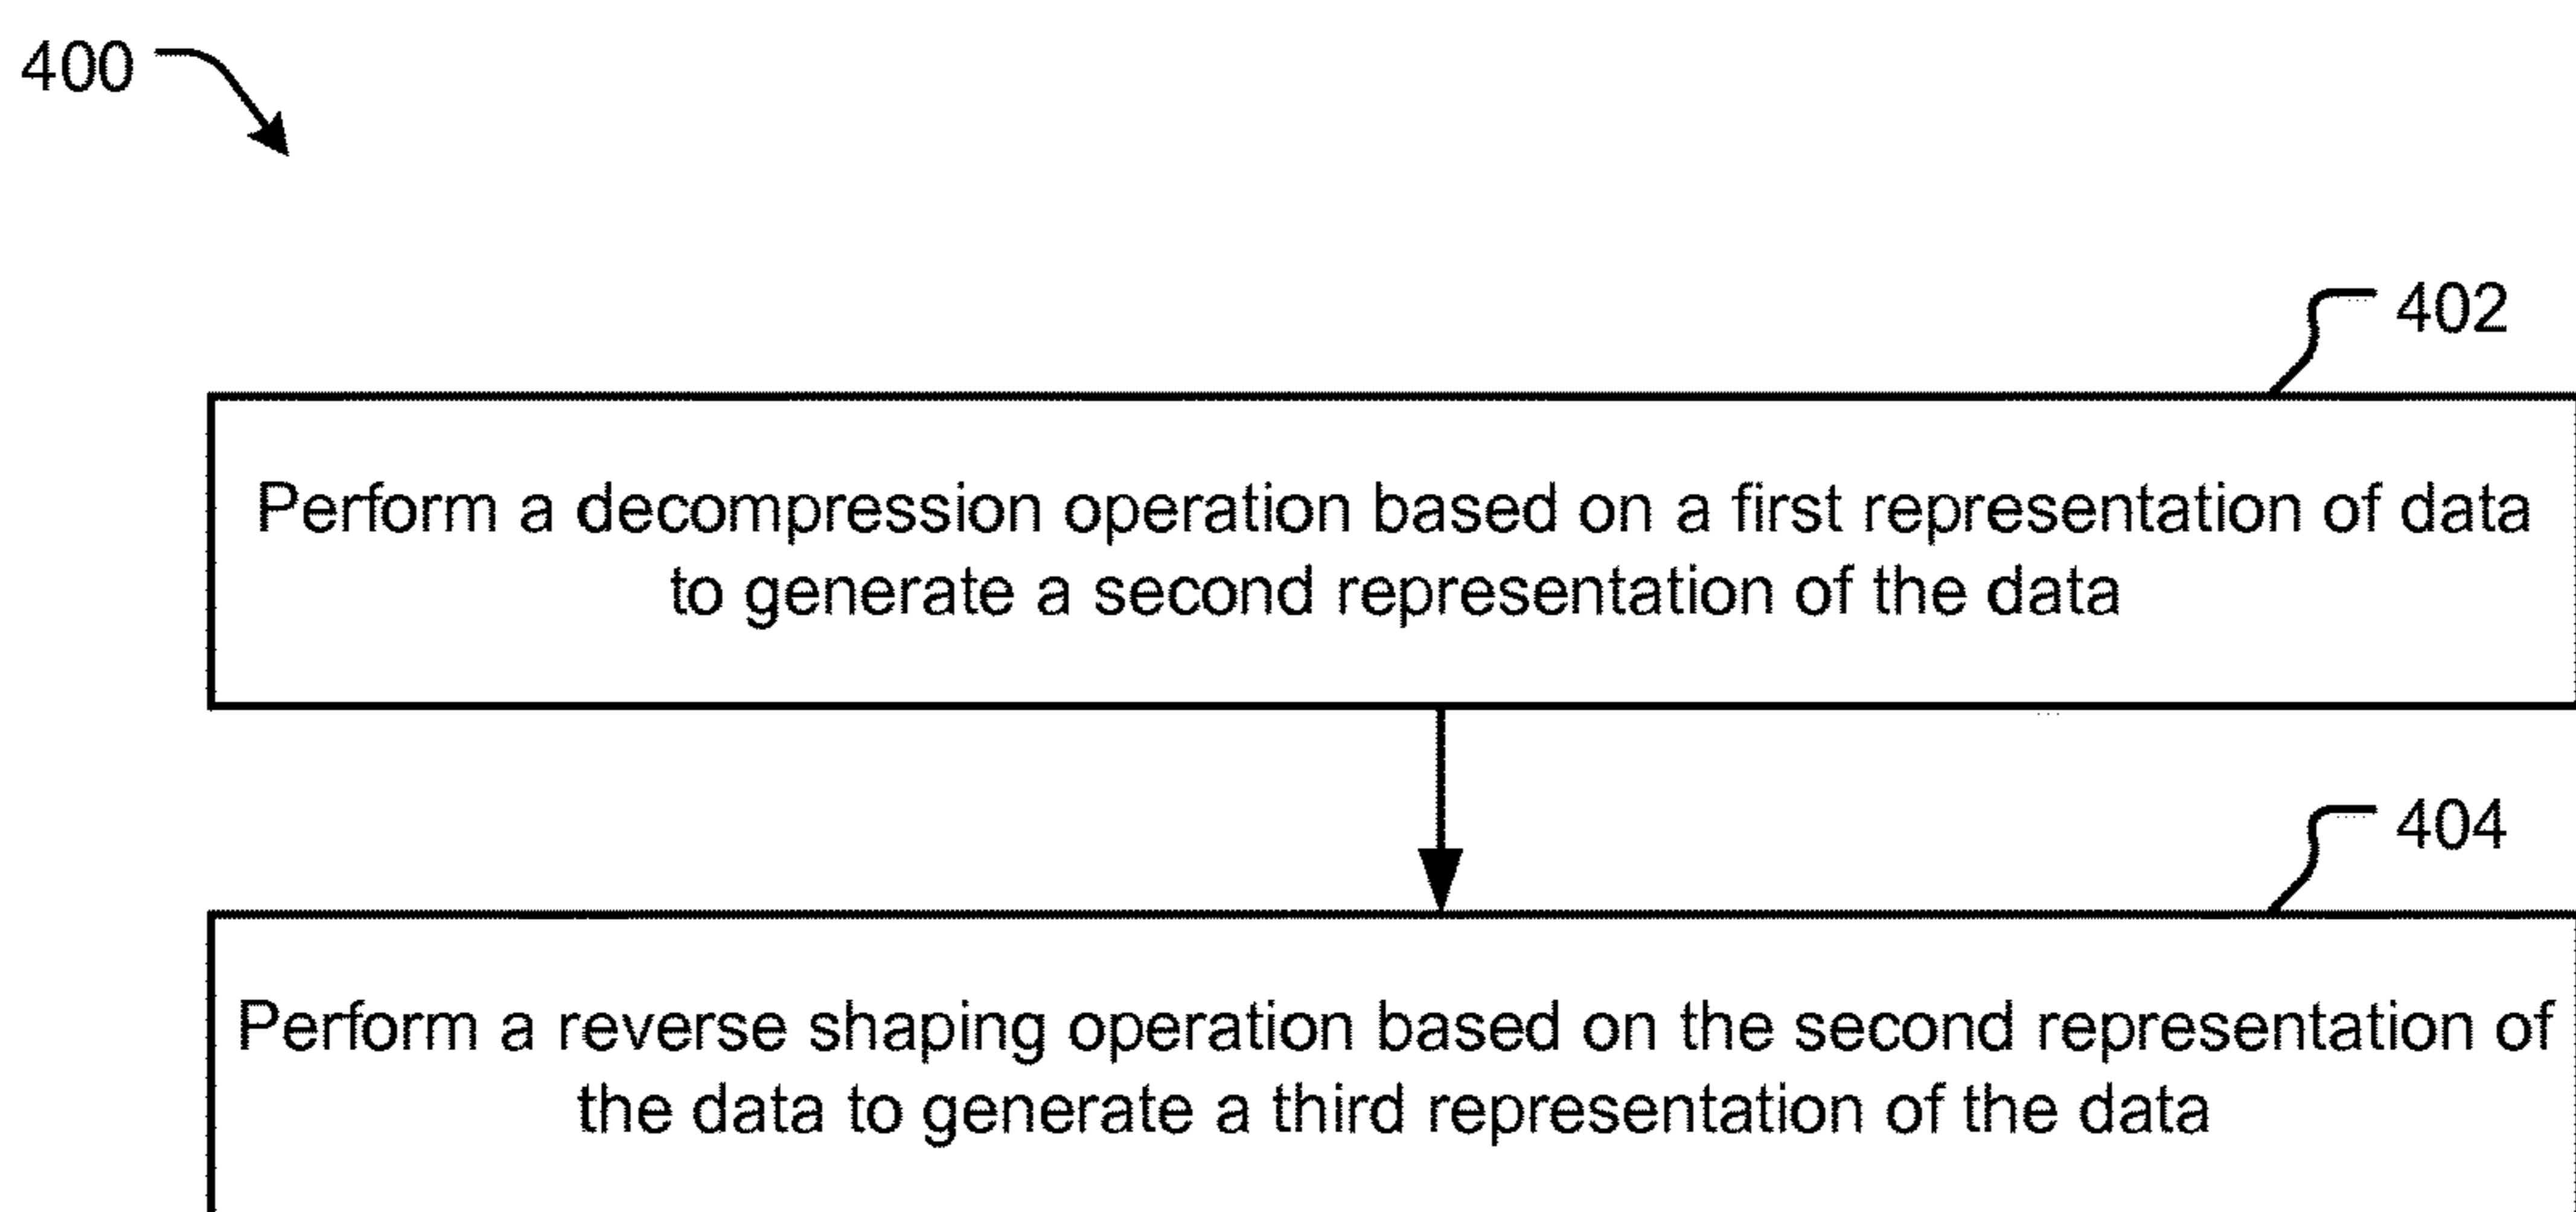 400
402
Perform a decompression operation based on a first representation of data
to generate a second representation of the data
404
Perform a reverse shaping operation based on the second representation of
the data to generate a third representation of the data